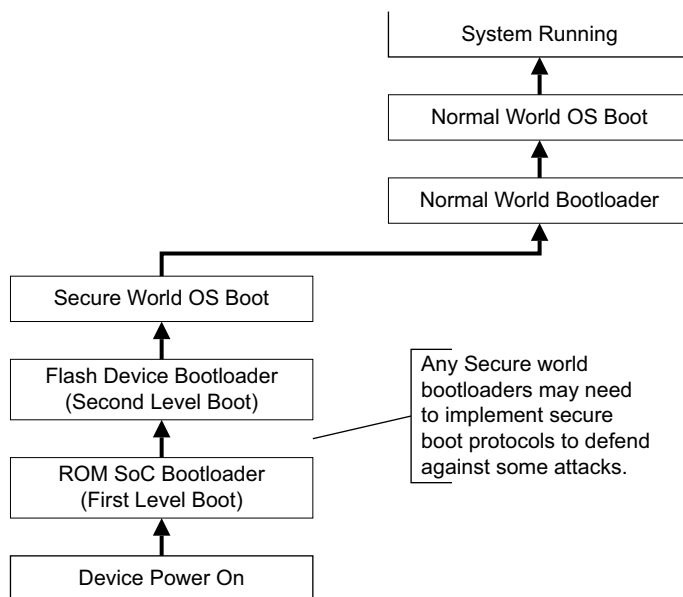 System Running
Normal World OS Boot
Normal World Bootloader
Secure World OS Boot
Flash Device Bootloader
(Second Level Boot)
Any Secure world
bootloaders may need
to implement secure
boot protocols to defend
against some attacks.
ROM SoC Bootloader
(First Level Boot)
Device Power On